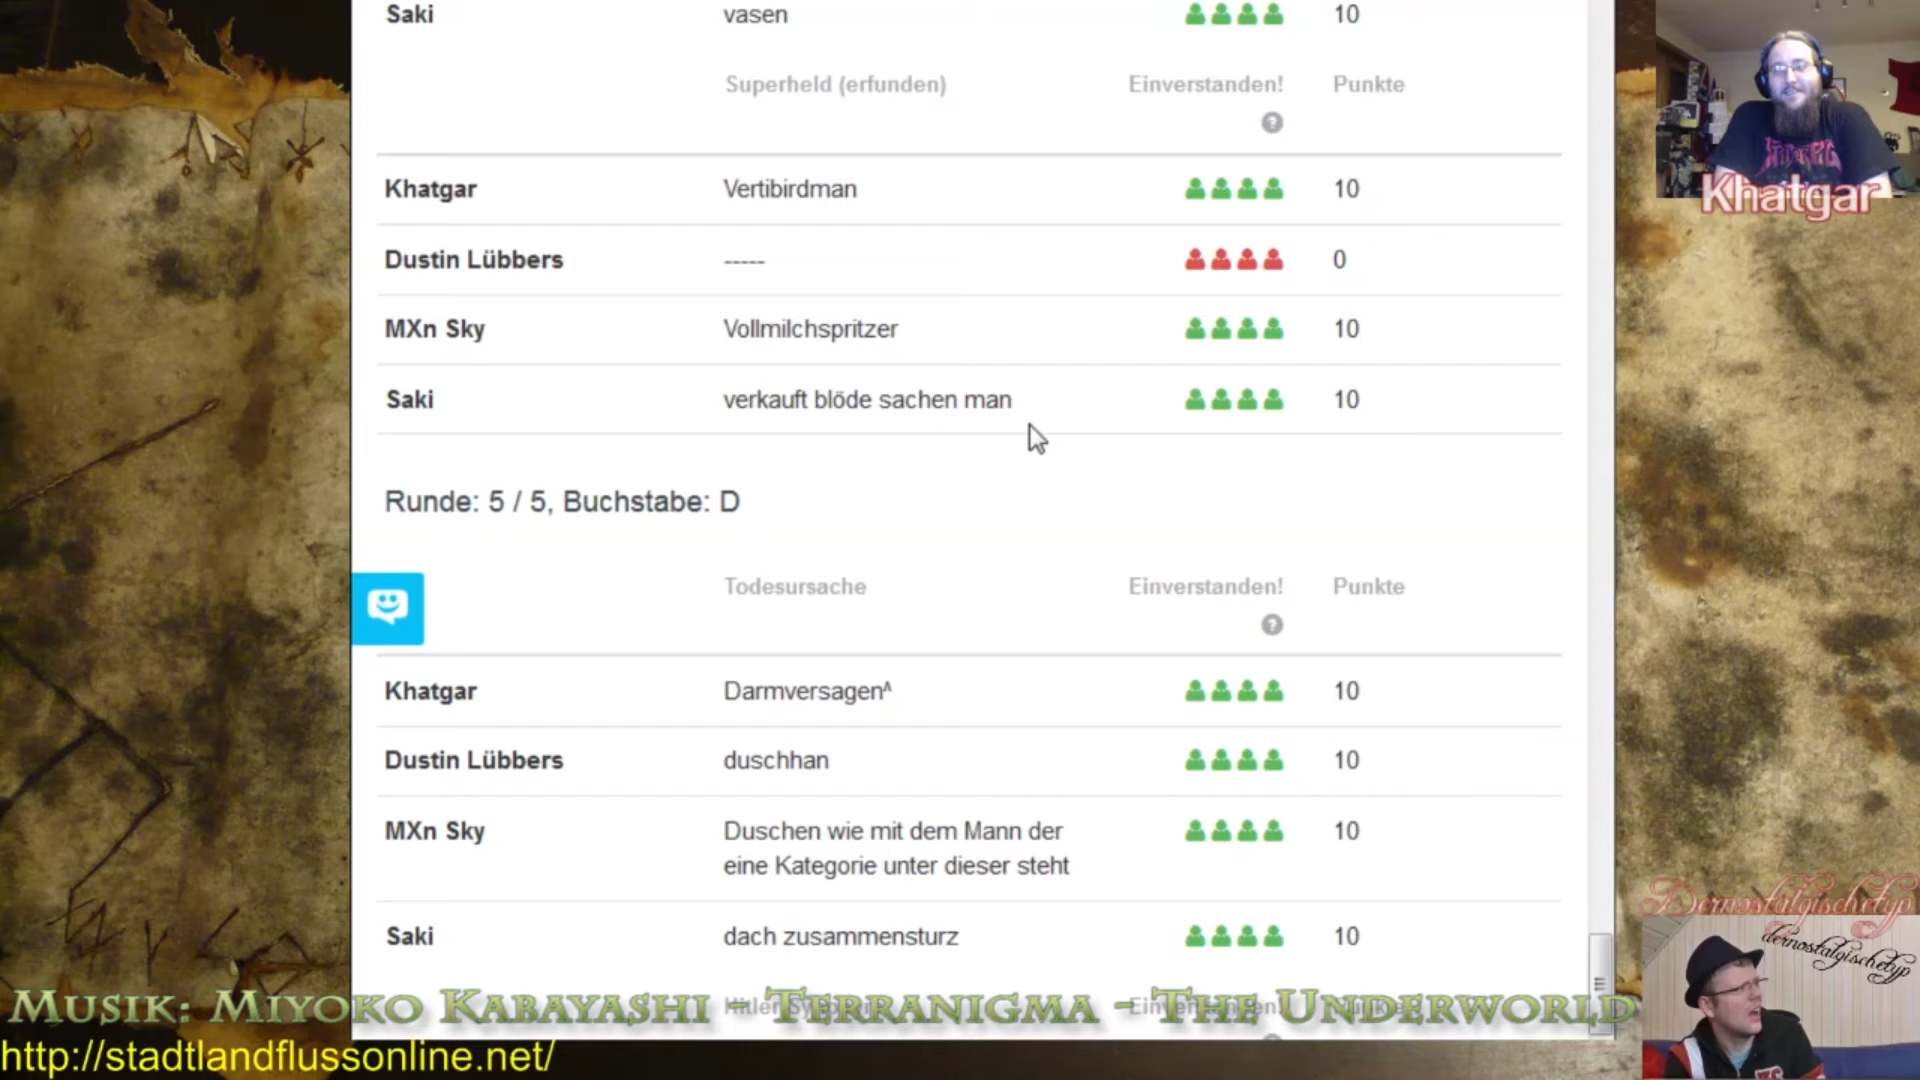 Saki vasen 10
Superheld (erfunden) Einverstanden! Punkte
?
Khatgar Vertibirdman 10
Dustin Lübbers ----- 0
MXn Sky Vollmilchspritzer 10
Saki verkauft blöde sachen man 10
Runde: 5 / 5, Buchstabe: D
Todesursache Einverstanden! Punkte
?
Khatgar Darmversagen^ 10
Dustin Lübbers duschhan 10
MXn Sky Duschen wie mit dem Mann der 10
eine Kategorie unter dieser steht
Saki dach zusammensturz 10
Musik: Miyoko Kabayashi - Terranigma - The Underworld
http://stadtlandflussonline.net/
Khatgar
Dernostalgischetyp
dernostalgischetyp